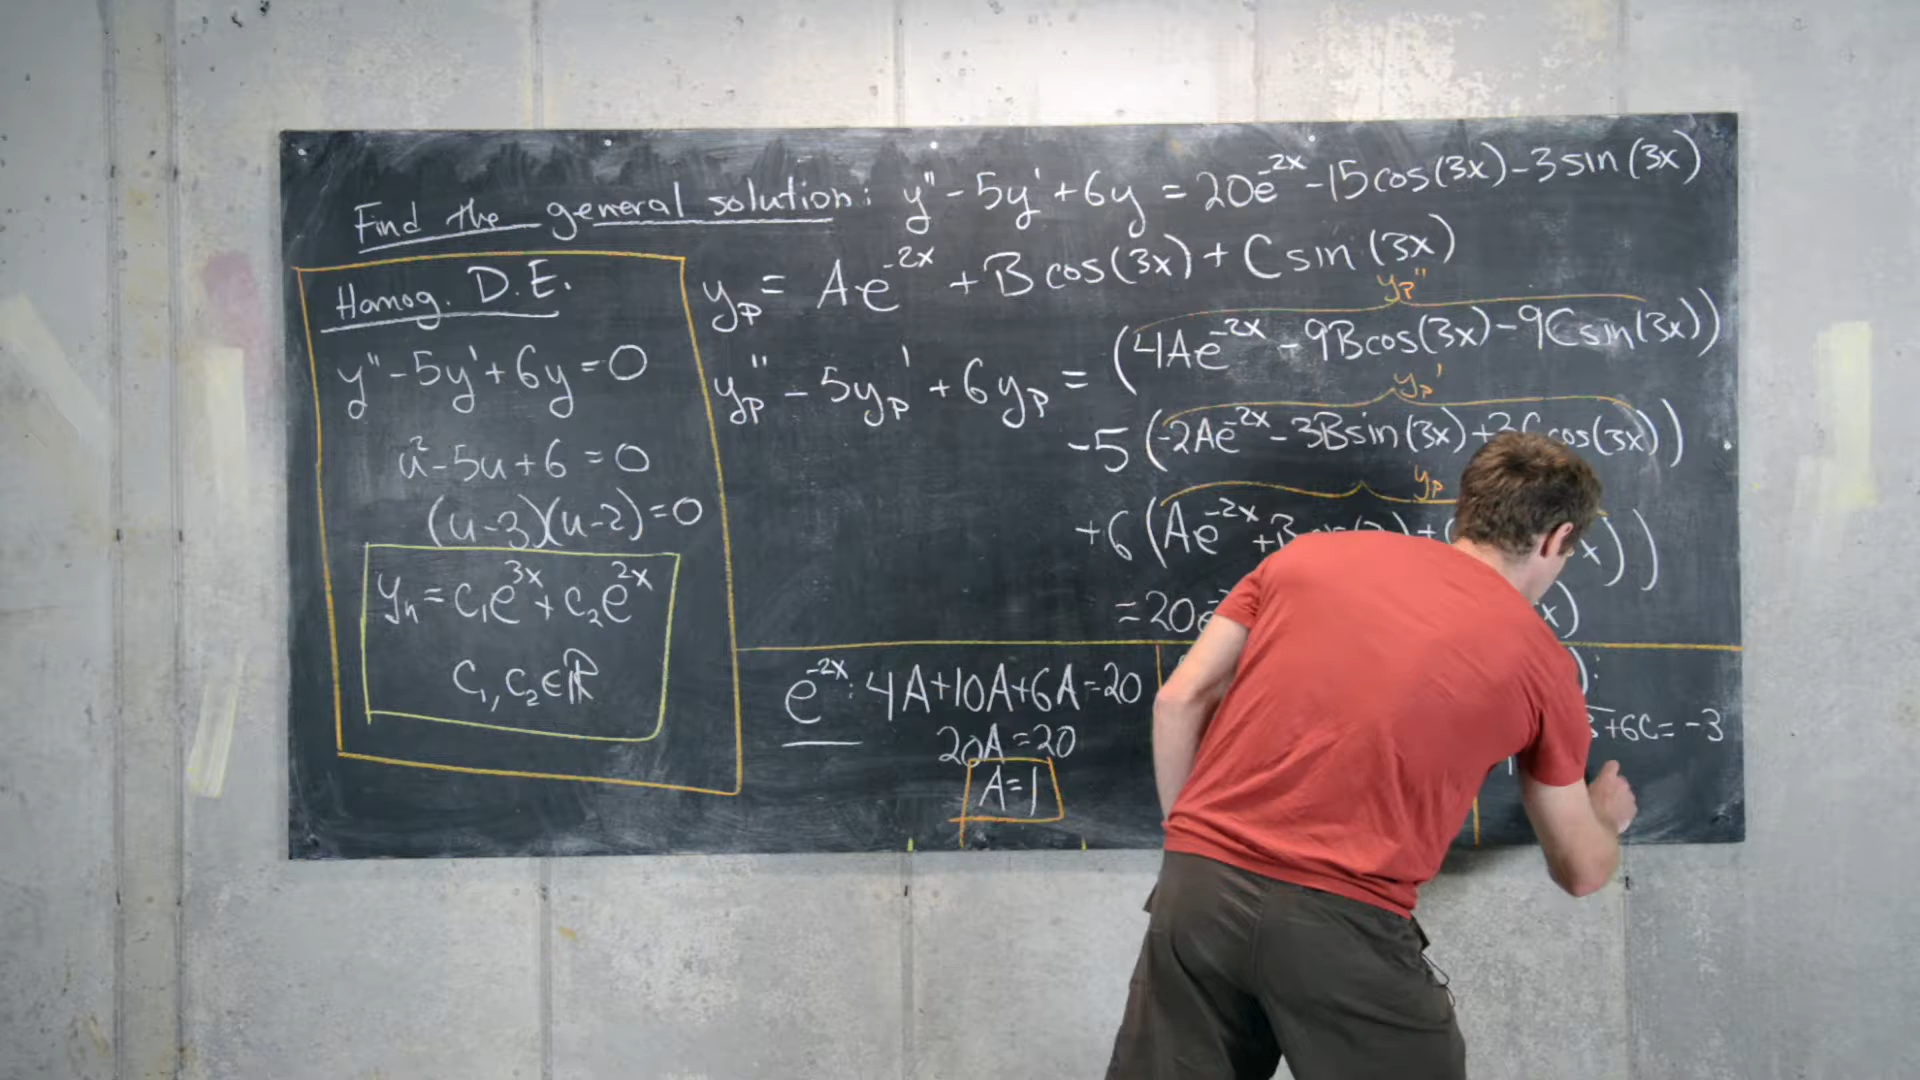 Find the general solution: y'' - 5y' + 6y = 20e^{-2x} - 15cos(3x) - 3sin(3x)
Homog. D.E.
y'' - 5y' + 6y = 0
u² - 5u + 6 = 0
(u-3)(u-2) = 0
y_h = c₁e^{3x} + c₂e^{2x}
c₁, c₂ ∈ ℝ
y_p = Ae^{-2x} + Bcos(3x) + Csin(3x)
y_p''
y_p'' - 5y_p' + 6y_p = (4Ae^{-2x} - 9Bcos(3x) - 9Csin(3x))
y_p'
-5(-2Ae^{-2x} - 3Bsin(3x) + 3Ccos(3x))
y_p
+6(Ae^{-2x} + B x))
= 20e x)
e^{-2x}: 4A + 10A + 6A = 20
20A = 20
A = 1
):
+6C = -3